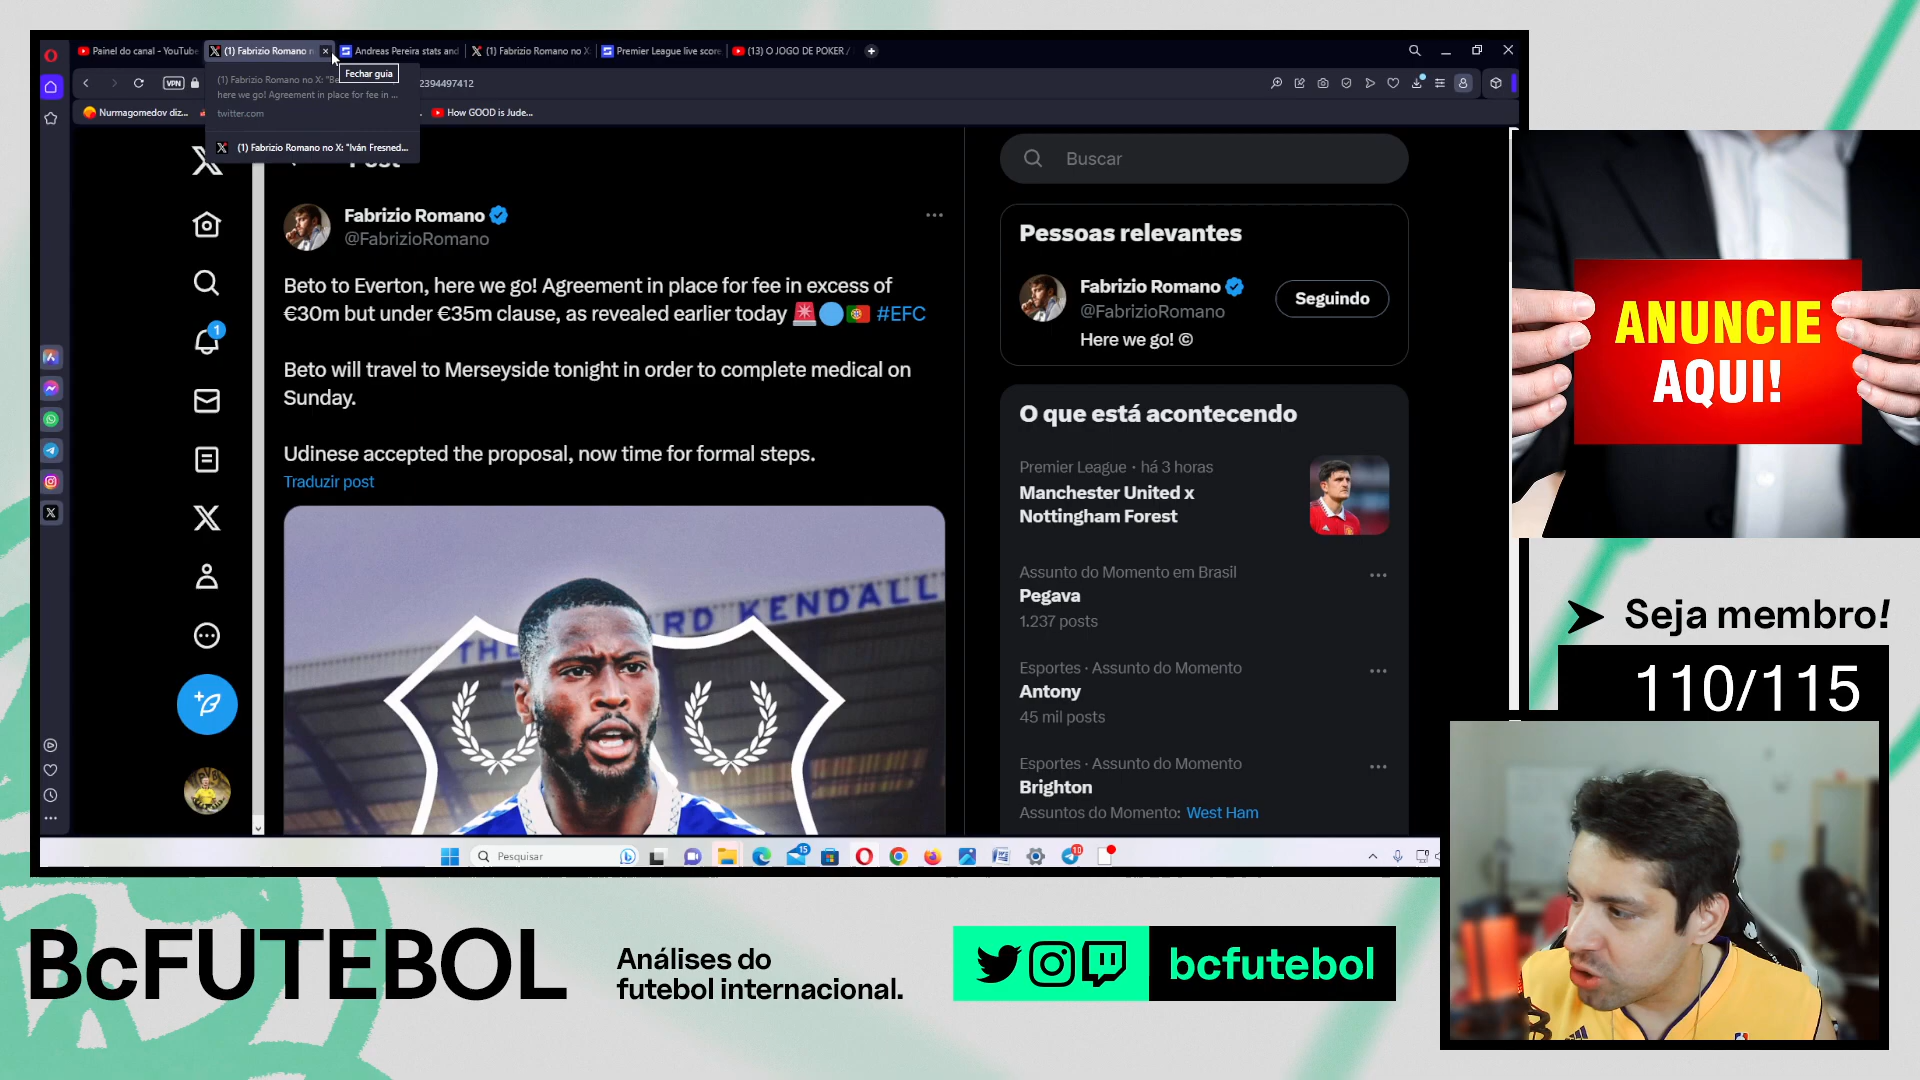 Painel do canal - YouTube
(1) Fabrizio Romano n
Andreas Pereira stats and
(1) Fabrizio Romano no X
Premier League live score
(13) O JOGO DE POKER /
Fechar guia
(1) Fabrizio Romano no X: "Be
here we go! Agreement in place for fee in ...
twitter.com
(1) Fabrizio Romano no X: "Iván Fresned...
VPN
2394497412
Nurmagomedov diz...
How GOOD is Jude...
Post
Fabrizio Romano
@FabrizioRomano
Beto to Everton, here we go! Agreement in place for fee in excess of
€30m but under €35m clause, as revealed earlier today 🚨🔵🇵🇹 #EFC
Beto will travel to Merseyside tonight in order to complete medical on
Sunday.
Udinese accepted the proposal, now time for formal steps.
Traduzir post
THE
RD KENDALL
1
Buscar
Pessoas relevantes
Fabrizio Romano
@FabrizioRomano
Here we go! ©
Seguindo
O que está acontecendo
Premier League · há 3 horas
Manchester United x
Nottingham Forest
Assunto do Momento em Brasil
Pegava
1.237 posts
Esportes · Assunto do Momento
Antony
45 mil posts
Esportes · Assunto do Momento
Brighton
Assuntos do Momento: West Ham
Pesquisar
15
10
ANUNCIE
AQUI!
Seja membro!
110/115
BcFUTEBOL
Análises do
futebol internacional.
bcfutebol